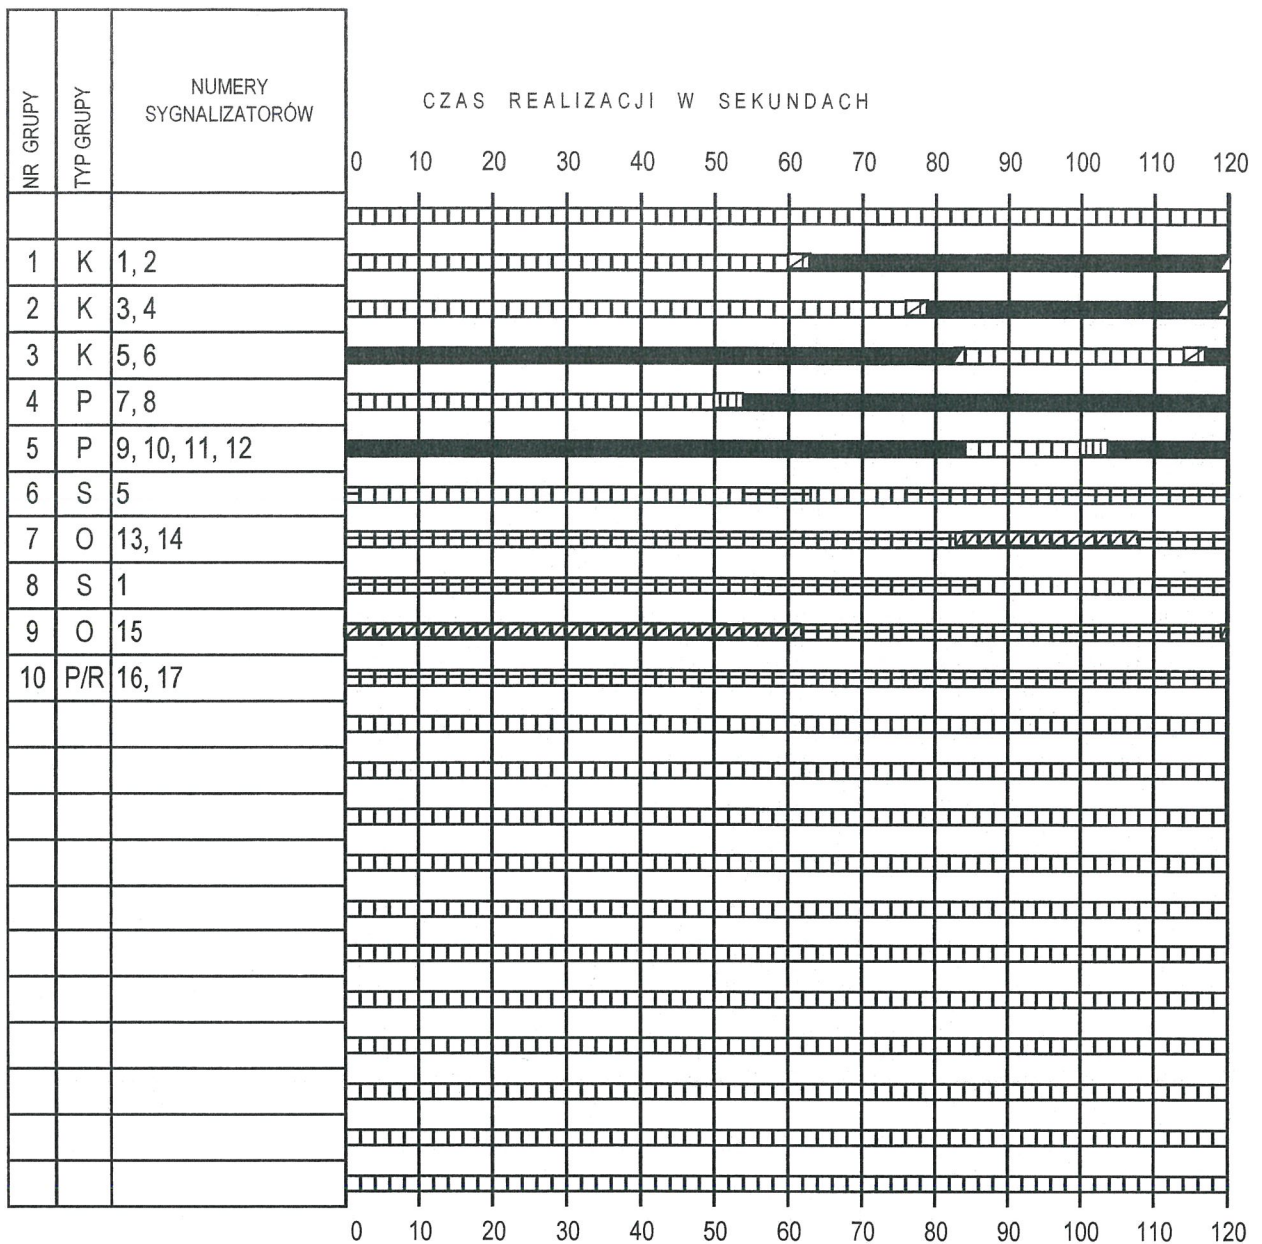 NR GRUPY
TYP GRUPY
NUMERY
SYGNALIZATORÓW
CZAS REALIZACJI W SEKUNDACH
0 10 20 30 40 50 60 70 80 90 100 110 120
1 K 1, 2
2 K 3, 4
3 K 5, 6
4 P 7, 8
5 P 9, 10, 11, 12
6 S 5
7 O 13, 14
8 S 1
9 O 15
10 P/R 16, 17
0 10 20 30 40 50 60 70 80 90 100 110 120